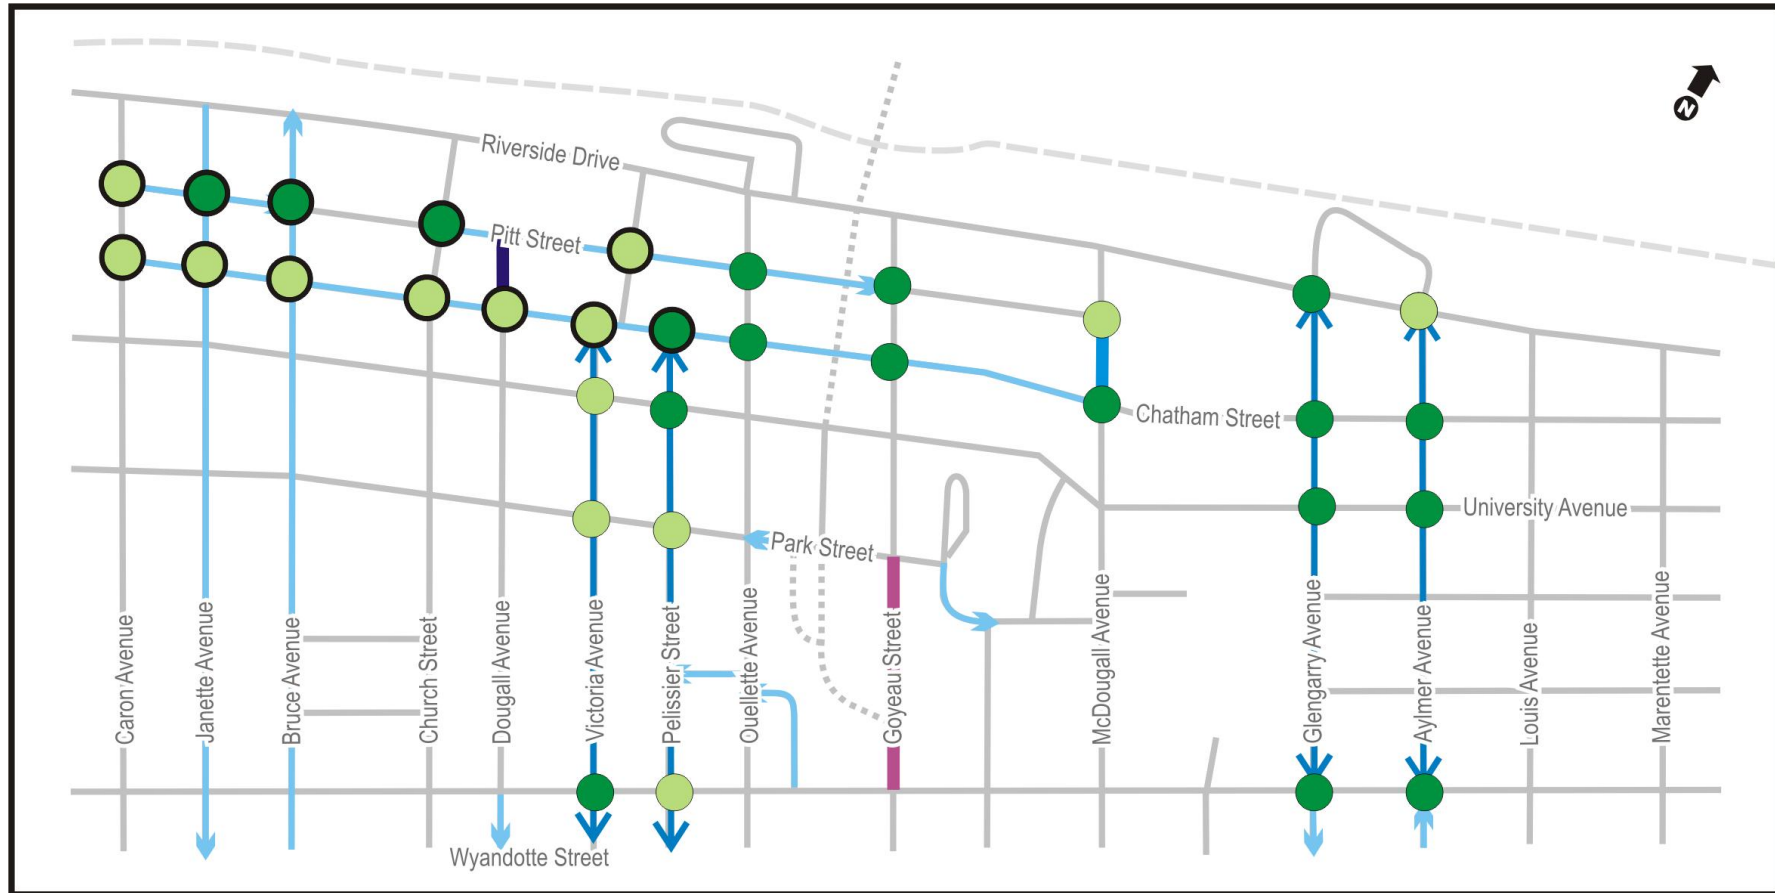 N
Riverside Drive
Pitt Street
Chatham Street
University Avenue
Park Street
Caron Avenue
Janette Avenue
Bruce Avenue
Church Street
Dougall Avenue
Victoria Avenue
Pelissier Street
Ouellette Avenue
Goyeau Street
McDougall Avenue
Glengarry Avenue
Aylmer Avenue
Louis Avenue
Marentette Avenue
Wyandotte Street